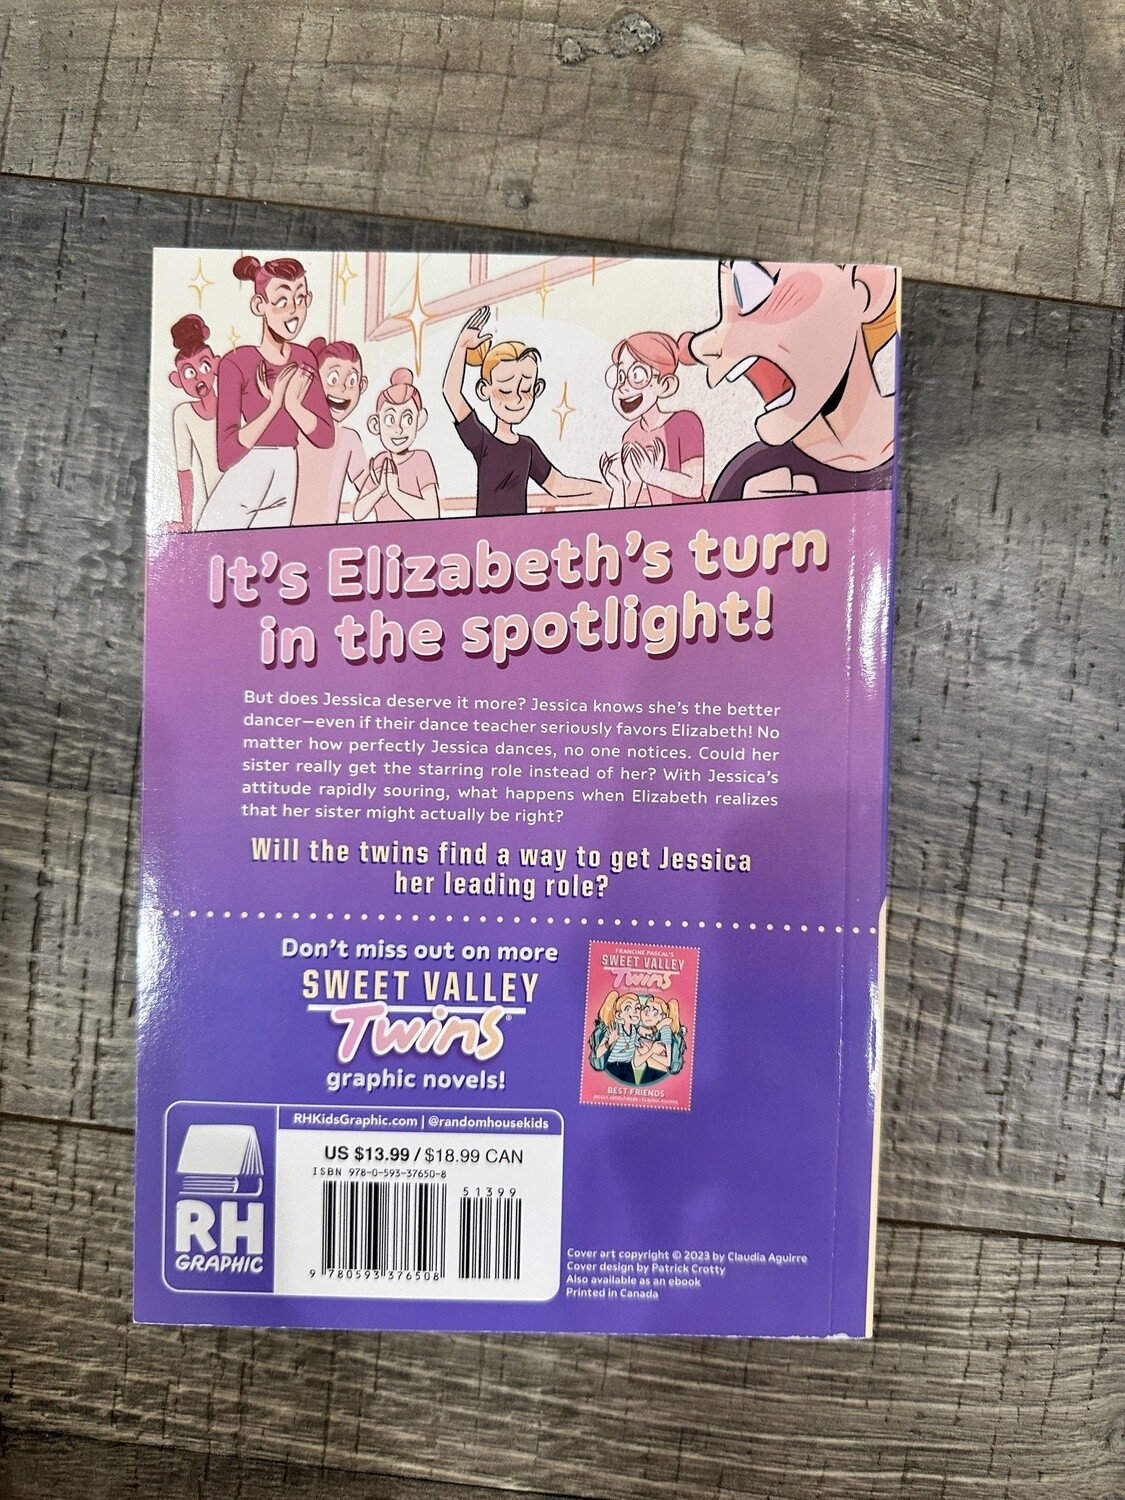 It's Elizabeth's turn
in the spotlight!
But does Jessica deserve it more? Jessica knows she's the better
dancer—even if their dance teacher seriously favors Elizabeth! No
matter how perfectly Jessica dances, no one notices. Could her
sister really get the starring role instead of her? With Jessica's
attitude rapidly souring, what happens when Elizabeth realizes
that her sister might actually be right?
Will the twins find a way to get Jessica
her leading role?
Don't miss out on more
SWEET VALLEY
Twins®
graphic novels!
FRANCINE PASCAL'S
SWEET VALLEY
Twins
BEST FRIENDS
RHKidsGraphic.com | @randomhousekids
US $13.99 / $18.99 CAN
ISBN 978-0-593-37650-8
51399
9 780593 376508
RH
GRAPHIC
Cover art copyright © 2023 by Claudia Aguirre
Cover design by Patrick Crotty
Also available as an ebook
Printed in Canada